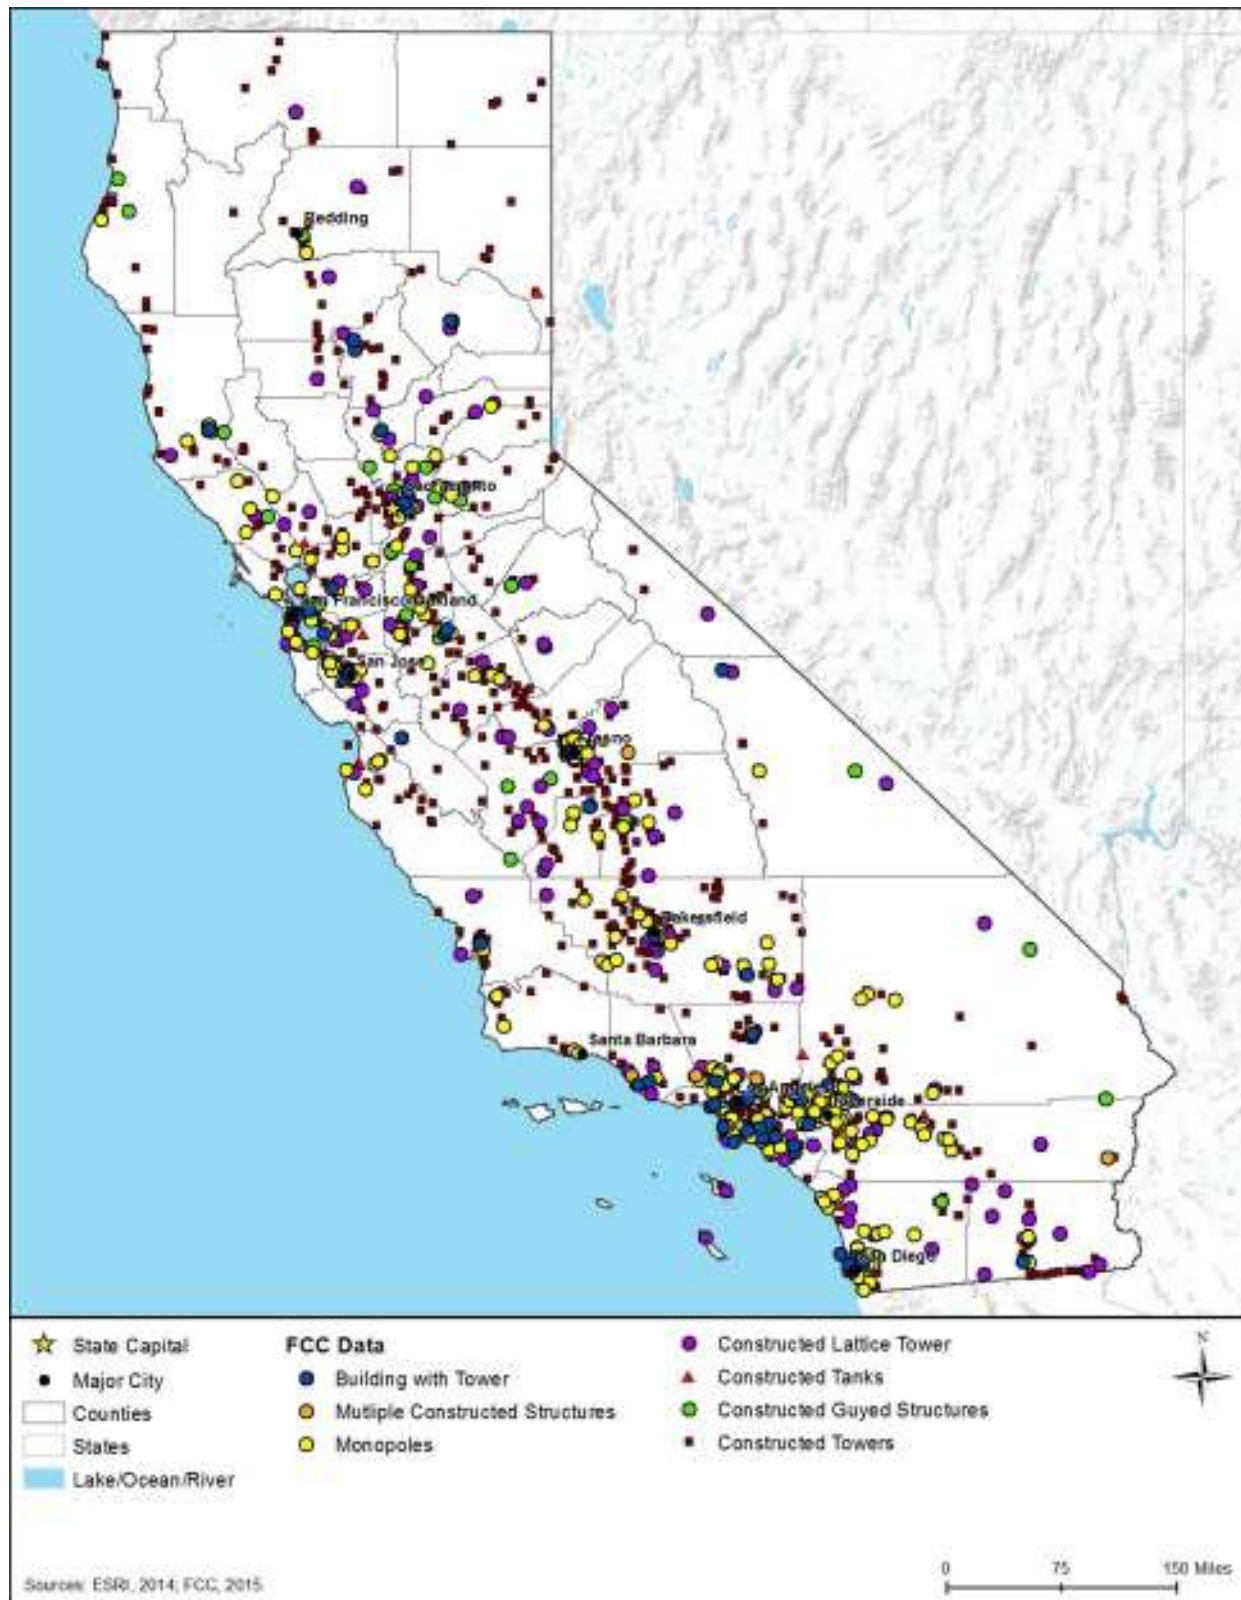 Redding
Sacramento
San Francisco
Oakland
San Jose
Fresno
Bakersfield
Santa Barbara
Los Angeles
Riverside
San Diego
State Capital
Major City
Counties
States
Lake/Ocean/River
FCC Data
Building with Tower
Mutliple Constructed Structures
Monopoles
Constructed Lattice Tower
Constructed Tanks
Constructed Guyed Structures
Constructed Towers
N
Sources: ESRI, 2014; FCC, 2015
0 75 150 Miles